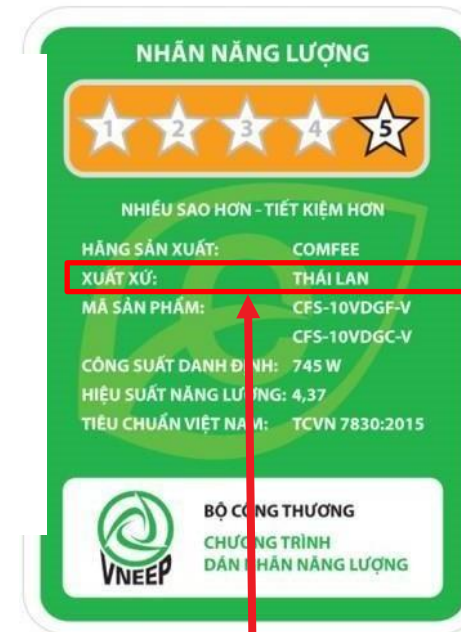 NHÃN NĂNG LƯỢNG
1 2 3 4 5
NHIỀU SAO HƠN - TIẾT KIỆM HƠN
HÃNG SẢN XUẤT: COMFEE
XUẤT XỨ: THÁI LAN
MÃ SẢN PHẨM: CFS-10VDGF-V
CFS-10VDGC-V
CÔNG SUẤT DANH ĐỊNH: 745 W
HIỆU SUẤT NĂNG LƯỢNG: 4,37
TIÊU CHUẨN VIỆT NAM: TCVN 7830:2015
BỘ CÔNG THƯƠNG
CHƯƠNG TRÌNH
DÁN NHÃN NĂNG LƯỢNG
VNEEP